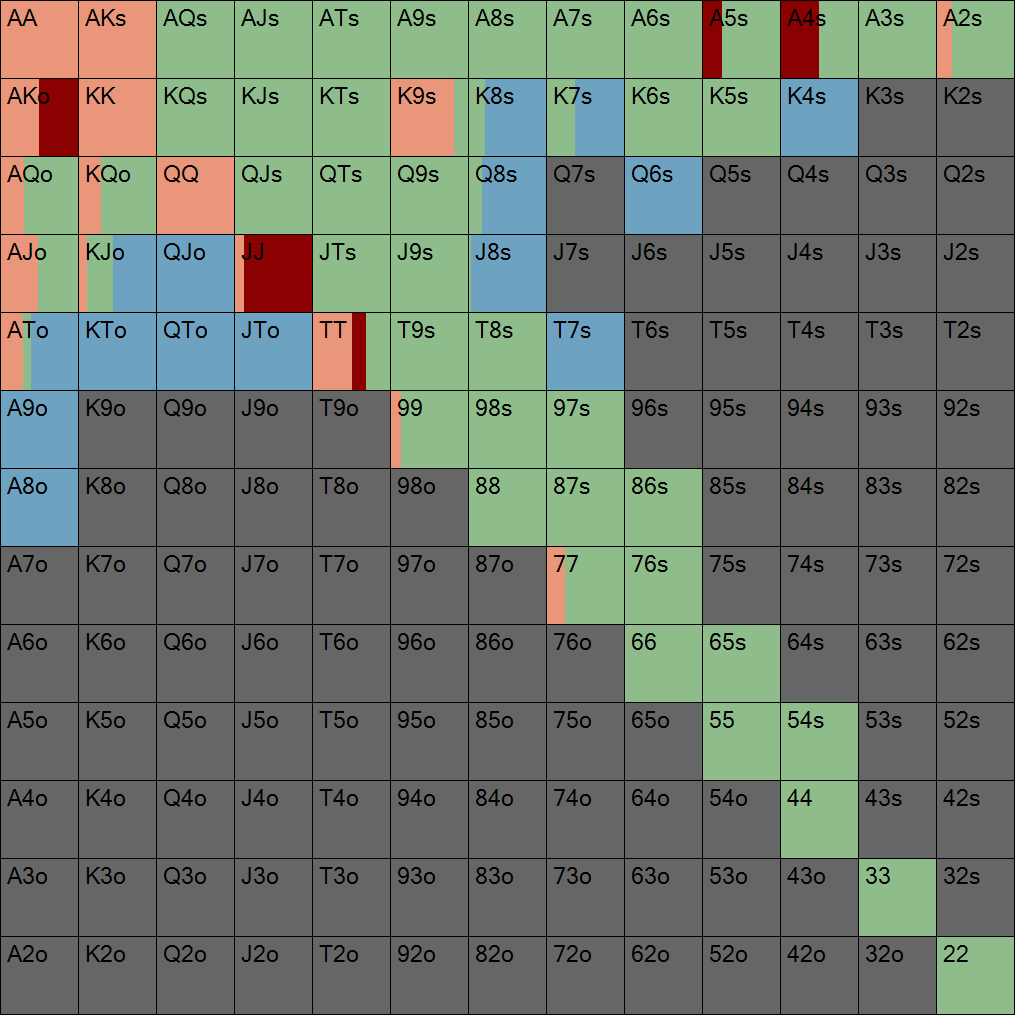 AA AKs AQs AJs ATs A9s A8s A7s A6s A5s A4s A3s A2s
AKo KK KQs KJs KTs K9s K8s K7s K6s K5s K4s K3s K2s
AQo KQo QQ QJs QTs Q9s Q8s Q7s Q6s Q5s Q4s Q3s Q2s
AJo KJo QJo JJ JTs J9s J8s J7s J6s J5s J4s J3s J2s
ATo KTo QTo JTo TT T9s T8s T7s T6s T5s T4s T3s T2s
A9o K9o Q9o J9o T9o 99 98s 97s 96s 95s 94s 93s 92s
A8o K8o Q8o J8o T8o 98o 88 87s 86s 85s 84s 83s 82s
A7o K7o Q7o J7o T7o 97o 87o 77 76s 75s 74s 73s 72s
A6o K6o Q6o J6o T6o 96o 86o 76o 66 65s 64s 63s 62s
A5o K5o Q5o J5o T5o 95o 85o 75o 65o 55 54s 53s 52s
A4o K4o Q4o J4o T4o 94o 84o 74o 64o 54o 44 43s 42s
A3o K3o Q3o J3o T3o 93o 83o 73o 63o 53o 43o 33 32s
A2o K2o Q2o J2o T2o 92o 82o 72o 62o 52o 42o 32o 22